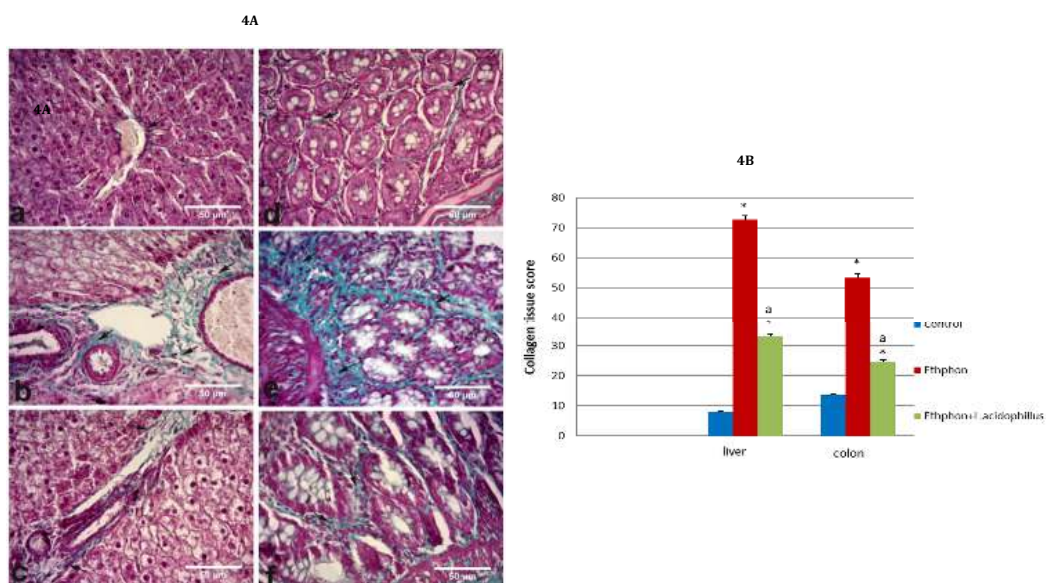 4A
4A
a
50 μm
d
50 μm
b
50 μm
e
50 μm
c
50 μm
f
50 μm
4B
Collagen tissue score
80
70
60
50
40
30
20
10
0
*
a
*
*
a
*
liver
colon
Control
Ethphon
Ethphon+L acidophillus